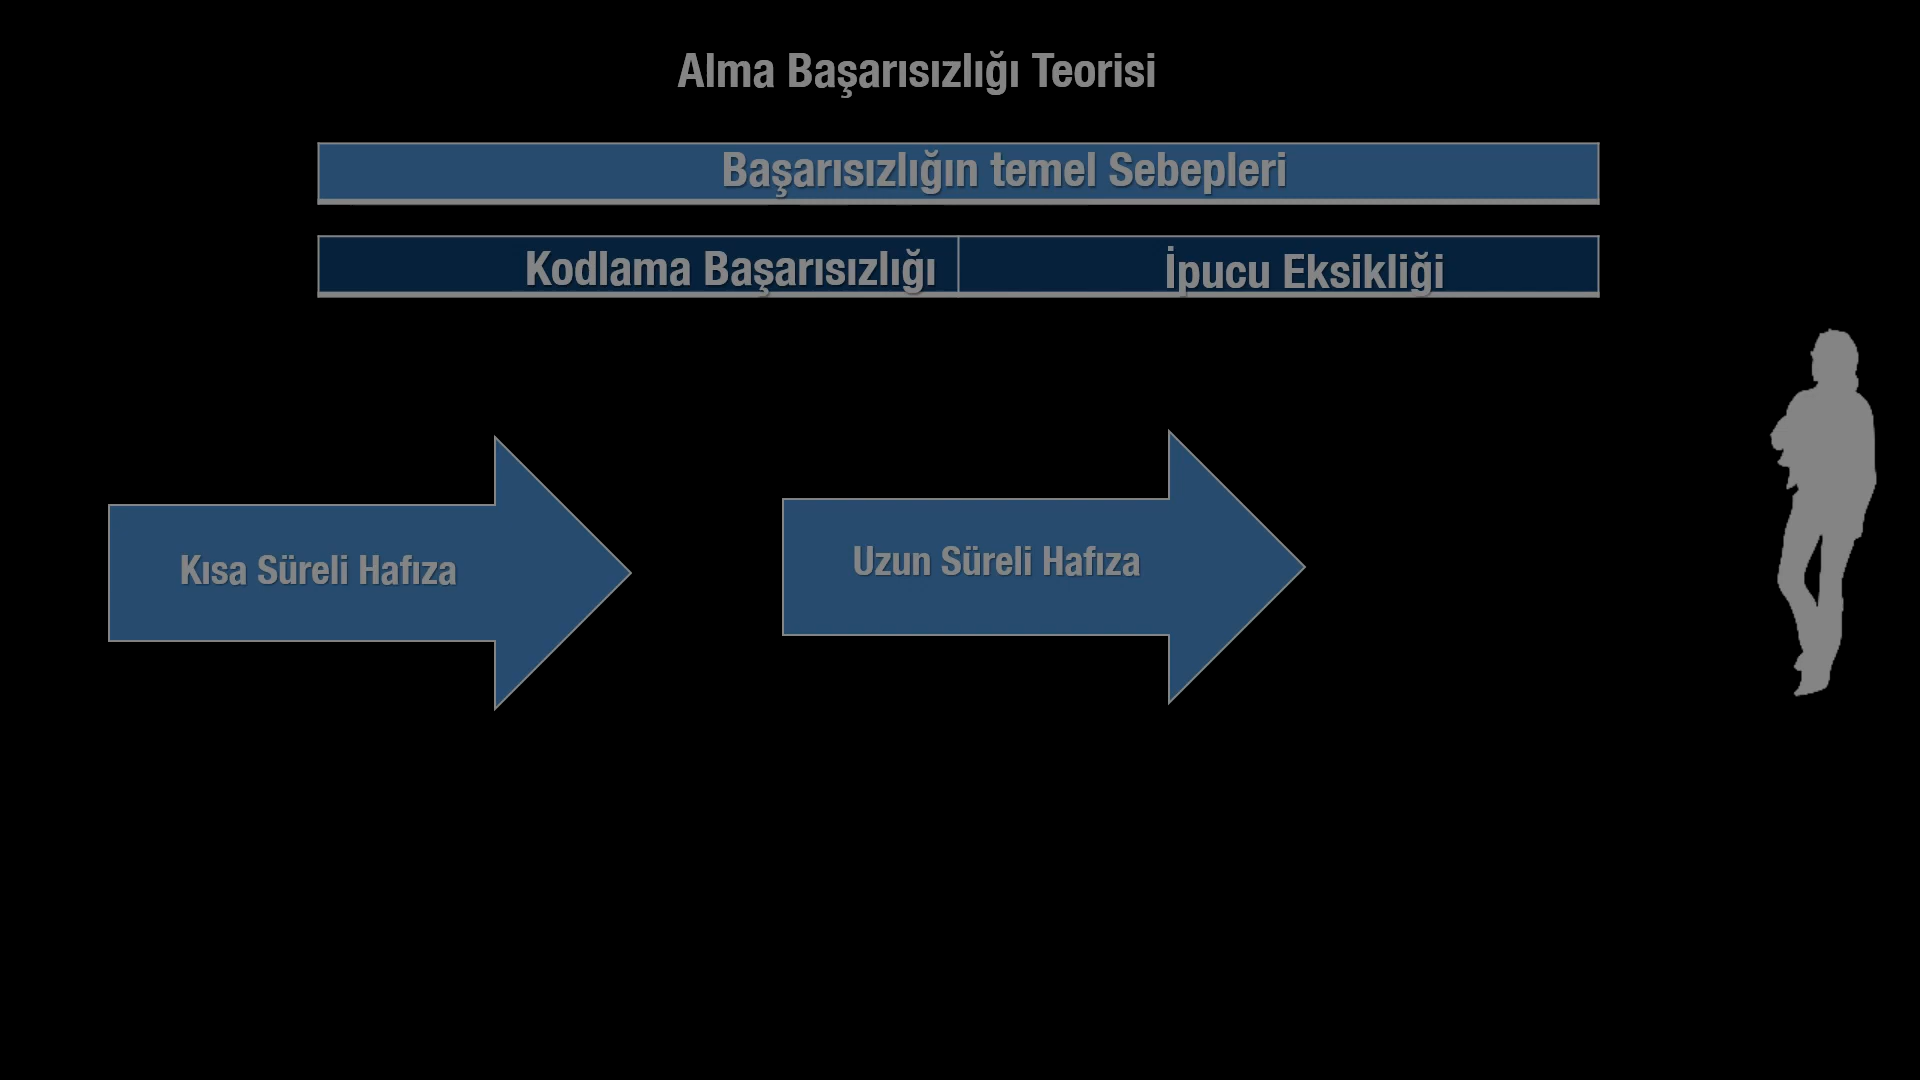 Alma Başarısızlığı Teorisi
Başarısızlığın temel Sebepleri
Kodlama Başarısızlığı
İpucu Eksikliği
Kısa Süreli Hafıza
Uzun Süreli Hafıza